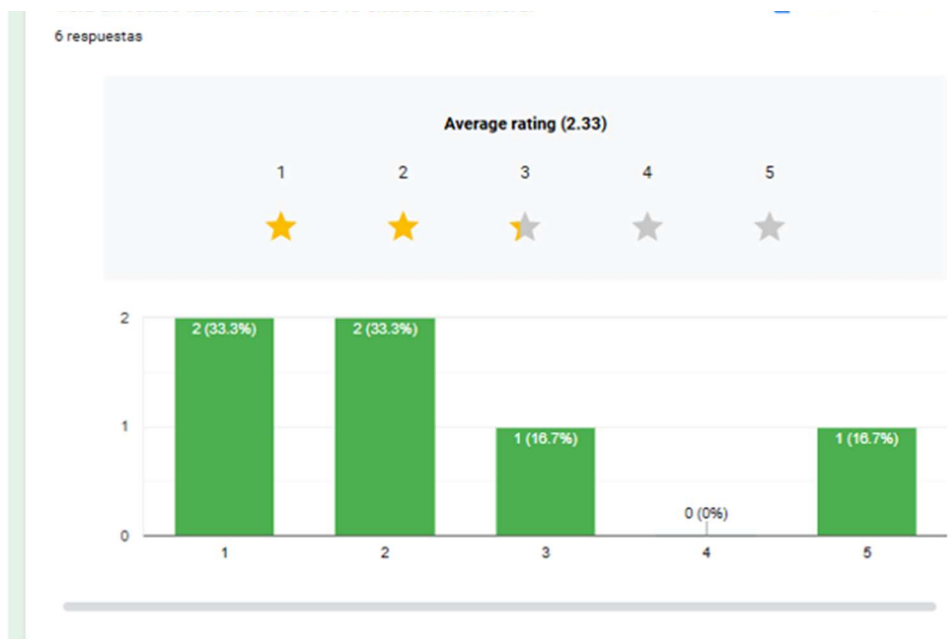 6 respuestas
Average rating (2.33)
1 2 3 4 5
2
2 (33.3%) 2 (33.3%)
1
1 (16.7%) 1 (16.7%)
0 (0%)
0
1 2 3 4 5